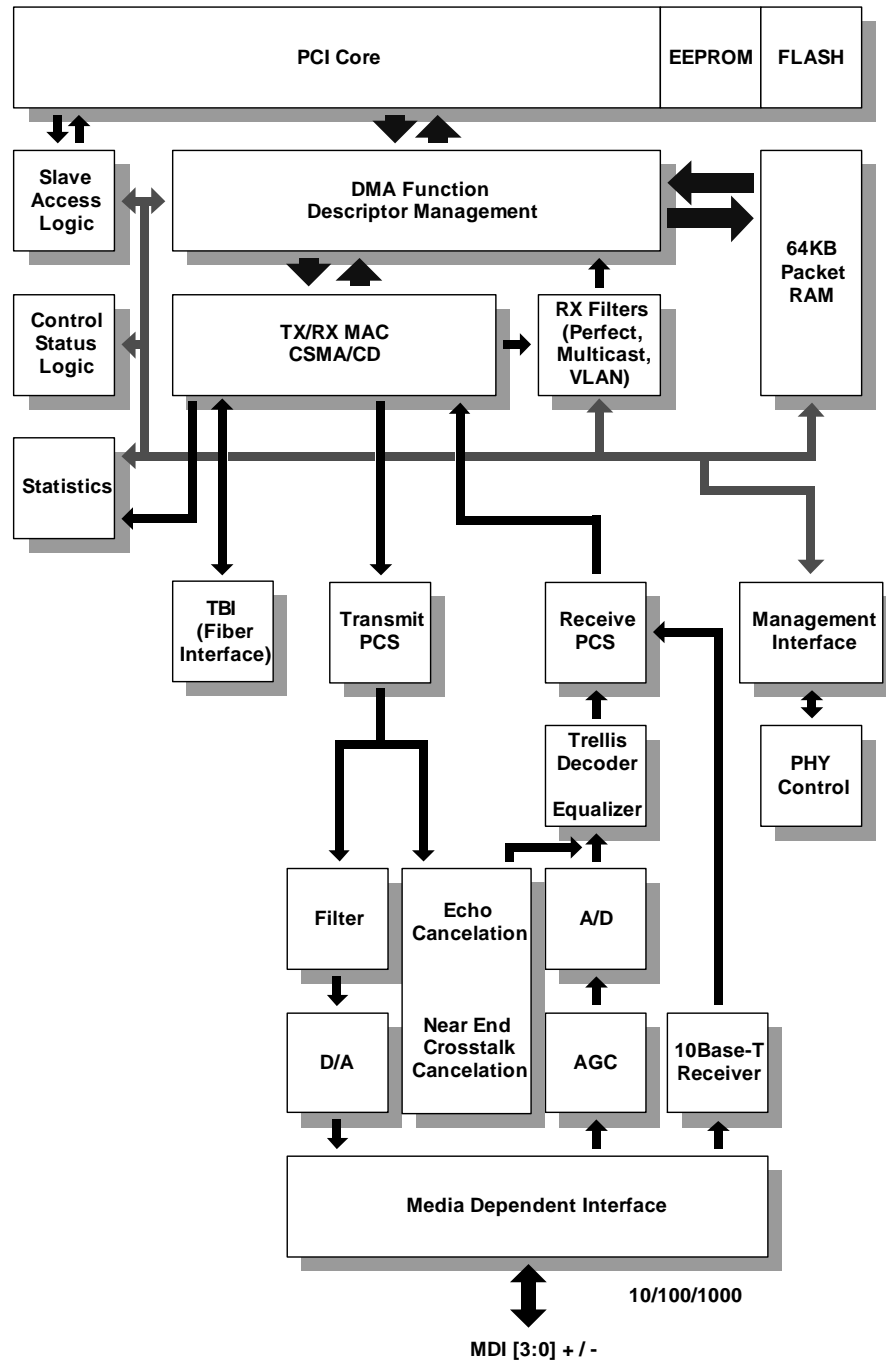 PCI Core
EEPROM
FLASH
Slave
Access
Logic
DMA Function
Descriptor Management
64KB
Packet
RAM
Control
Status
Logic
TX/RX MAC
CSMA/CD
RX Filters
(Perfect,
Multicast,
VLAN)
Statistics
TBI
(Fiber
Interface)
Transmit
PCS
Receive
PCS
Management
Interface
Trellis
Decoder
Equalizer
PHY
Control
Filter
Echo
Cancelation
A/D
D/A
Near End
Crosstalk
Cancelation
AGC
10Base-T
Receiver
Media Dependent Interface
10/100/1000
MDI [3:0] + / -